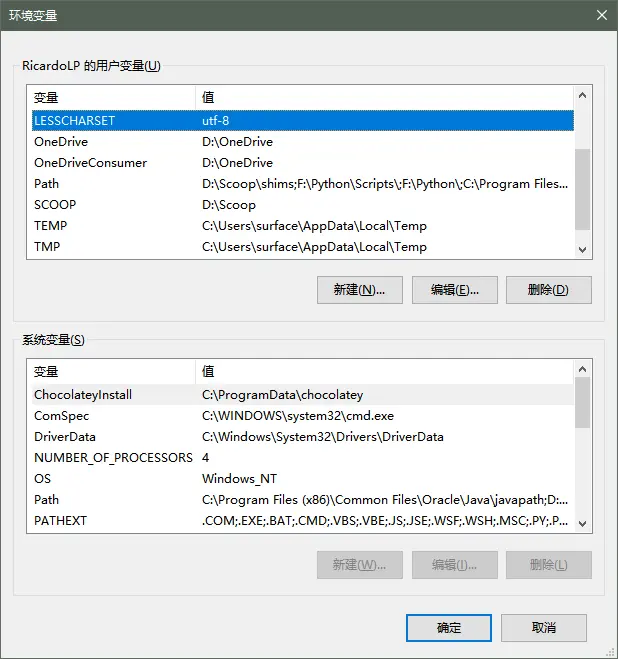 环境变量
RicardoLP 的用户变量(U)
变量 值
LESSCHARSET utf-8
OneDrive D:\OneDrive
OneDriveConsumer D:\OneDrive
Path D:\Scoop\shims;F:\Python\Scripts\;F:\Python\;C:\Program Files...
SCOOP D:\Scoop
TEMP C:\Users\surface\AppData\Local\Temp
TMP C:\Users\surface\AppData\Local\Temp
新建(N)... 编辑(E)... 删除(D)
系统变量(S)
变量 值
ChocolateyInstall C:\ProgramData\chocolatey
ComSpec C:\WINDOWS\system32\cmd.exe
DriverData C:\Windows\System32\Drivers\DriverData
NUMBER_OF_PROCESSORS 4
OS Windows_NT
Path C:\Program Files (x86)\Common Files\Oracle\Java\javapath;D:...
PATHEXT .COM;.EXE;.BAT;.CMD;.VBS;.VBE;.JS;.JSE;.WSF;.WSH;.MSC;.PY;.P...
新建(W)... 编辑(I)... 删除(L)
确定 取消